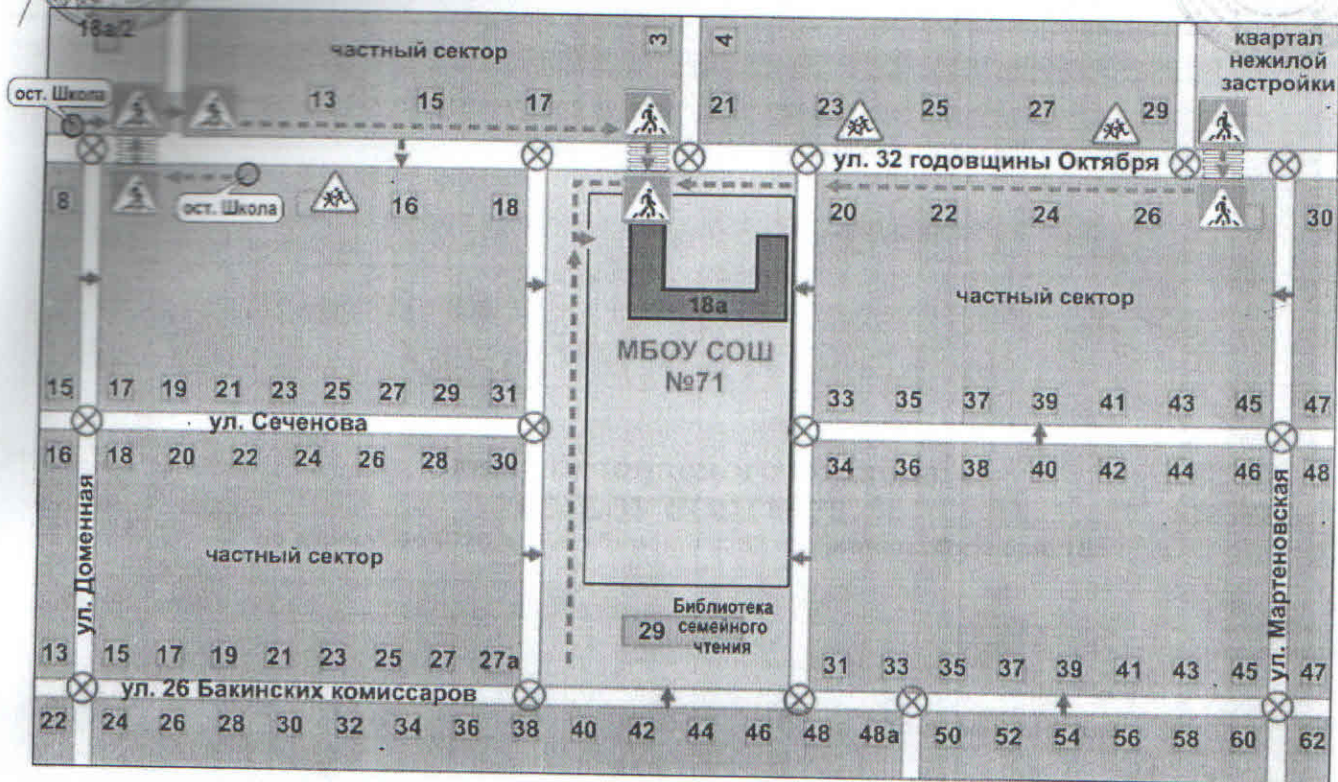 18а/2
частный сектор
3
4
квартал
нежилой
застройки
ост. Школа
13 15 17
21 23 25 27 29
ул. 32 годовщины Октября
8
ост. Школа
16 18
20 22 24 26 30
18а
частный сектор
МБОУ СОШ
№71
15 17 19 21 23 25 27 29 31
33 35 37 39 41 43 45 47
ул. Сеченова
16 18 20 22 24 26 28 30
34 36 38 40 42 44 46 48
ул. Доменная
частный сектор
ул. Мартеновская
Библиотека
29 семейного
чтения
13 15 17 19 21 23 25 27 27а
31 33 35 37 39 41 43 45 47
ул. 26 Бакинских комиссаров
22 24 26 28 30 32 34 36 38 40 42 44 46 48 48а 50 52 54 56 58 60 62